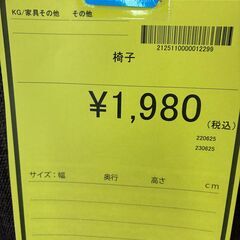 KG/家具その他 その他
2125110000012299
椅子
¥1,980
(税込)
220625
230625
サイズ:幅 奥行 高さ cm